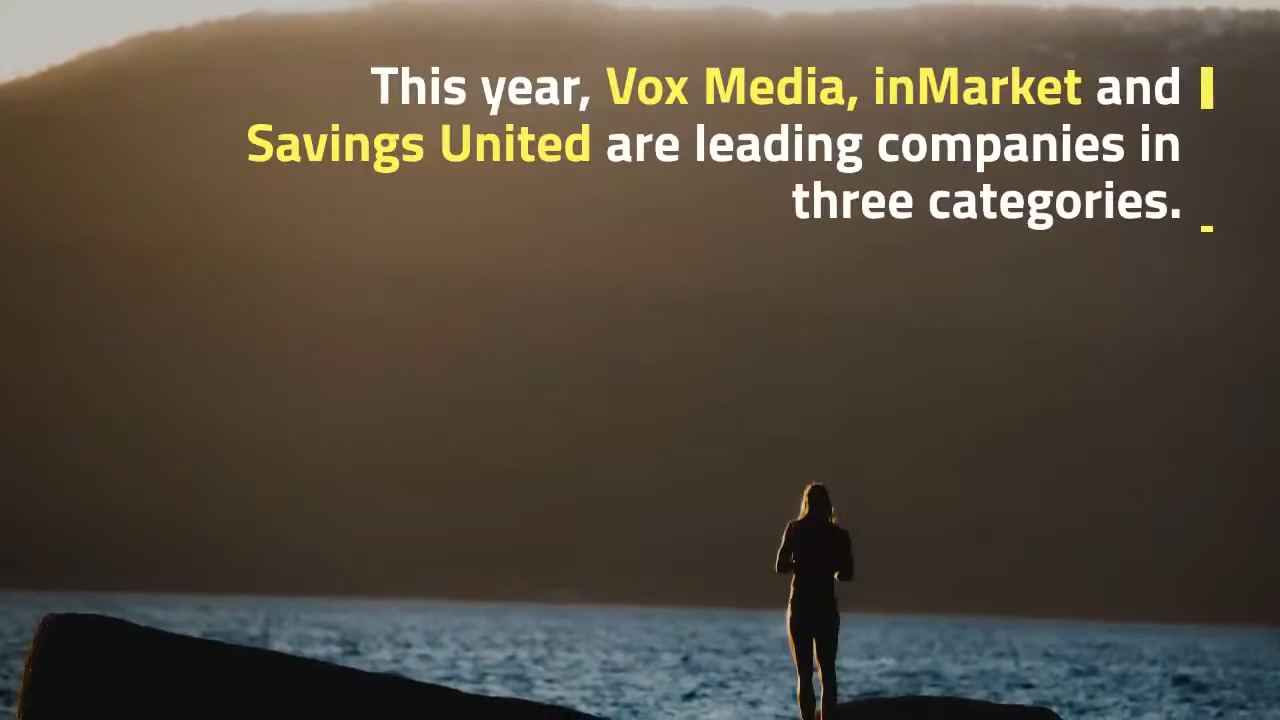 This year, Vox Media, inMarket and
Savings United are leading companies in
three categories.